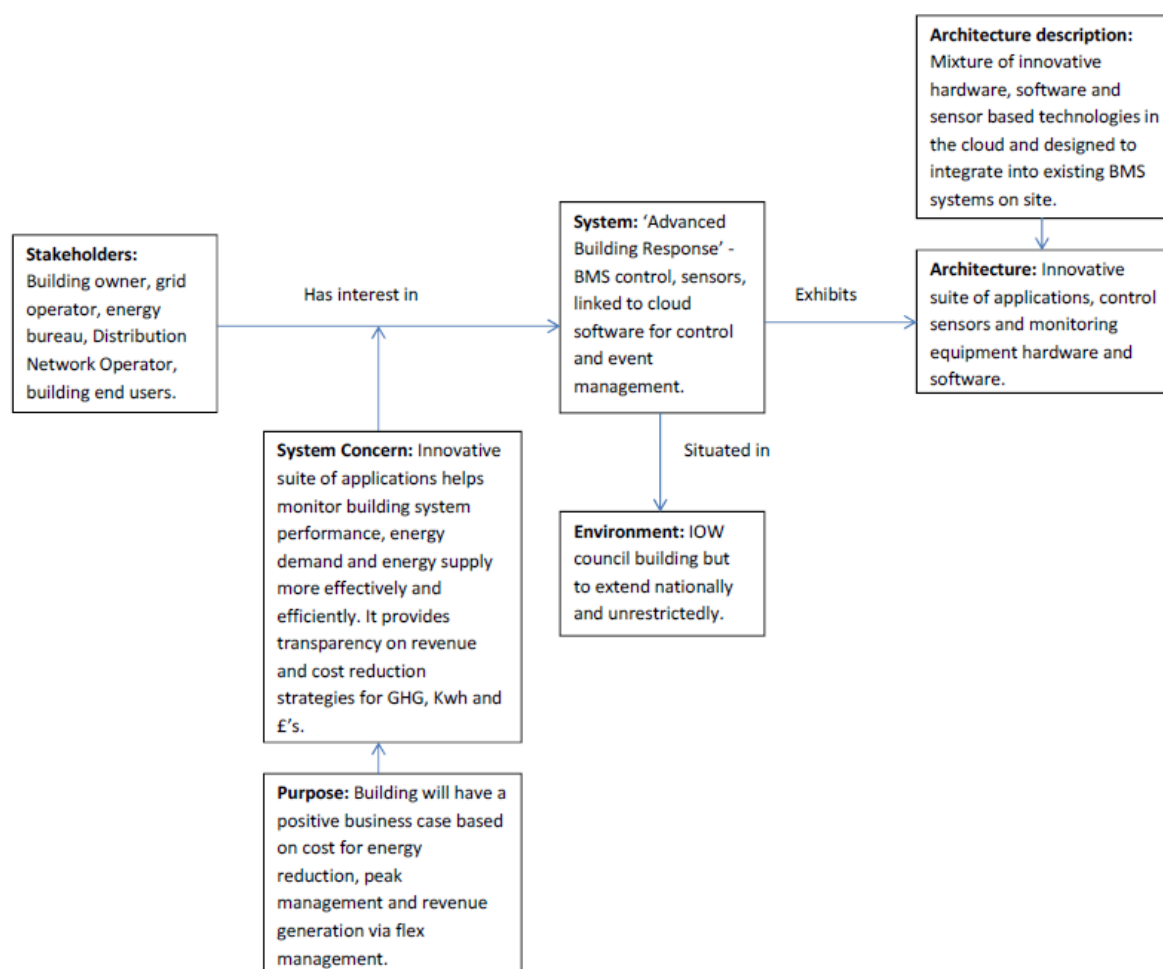 Architecture description:
Mixture of innovative
hardware, software and
sensor based technologies in
the cloud and designed to
integrate into existing BMS
systems on site.
Stakeholders:
Building owner, grid
operator, energy
bureau, Distribution
Network Operator,
building end users.
Has interest in
System: ‘Advanced
Building Response’ -
BMS control, sensors,
linked to cloud
software for control
and event
management.
Exhibits
Architecture: Innovative
suite of applications, control
sensors and monitoring
equipment hardware and
software.
Situated in
System Concern: Innovative
suite of applications helps
monitor building system
performance, energy
demand and energy supply
more effectively and
efficiently. It provides
transparency on revenue
and cost reduction
strategies for GHG, Kwh and
£’s.
Environment: IOW
council building but
to extend nationally
and unrestrictedly.
Purpose: Building will have a
positive business case based
on cost for energy
reduction, peak
management and revenue
generation via flex
management.